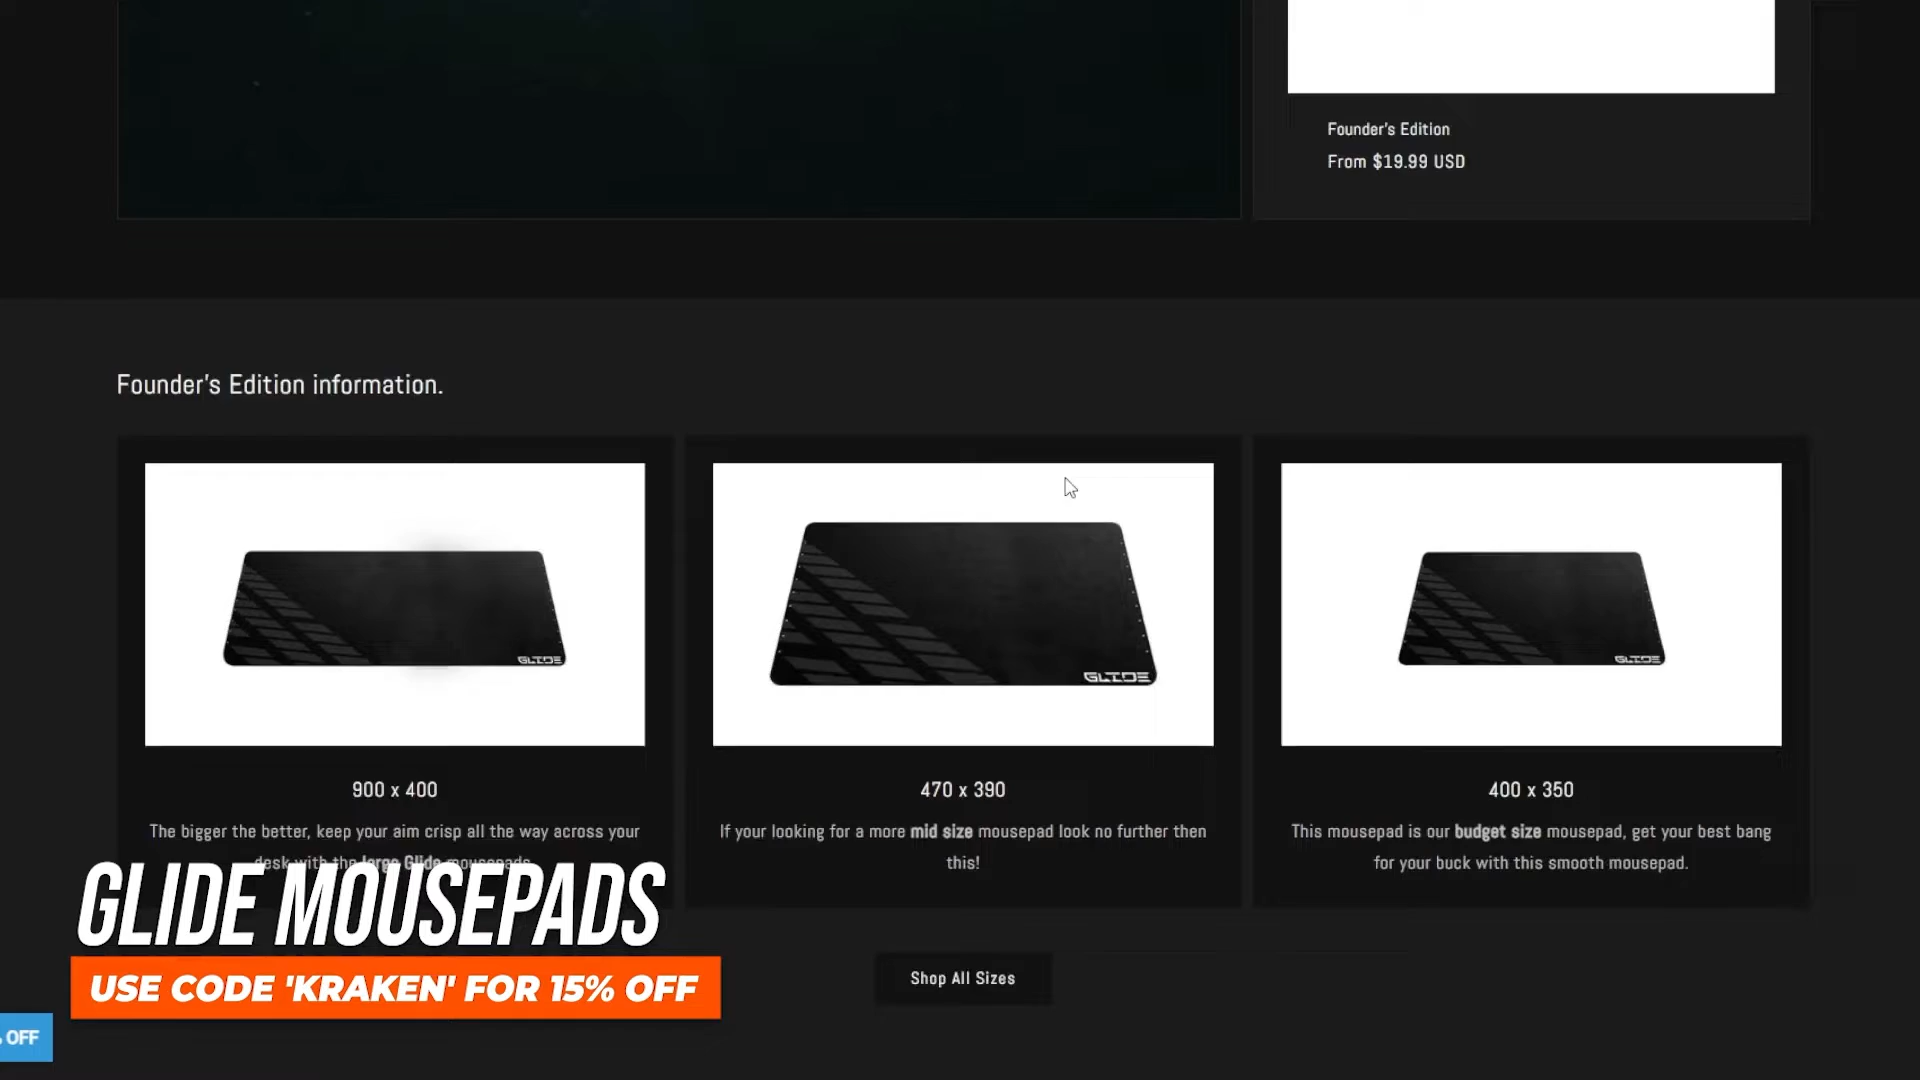 Founder's Edition
From $19.99 USD
Founder's Edition information.
GLIDE
GLIDE
GLIDE
900 x 400
The bigger the better, keep your aim crisp all the way across your
desk with the large Glide mousepads
470 x 390
If your looking for a more mid size mousepad look no further then
this!
400 x 350
This mousepad is our budget size mousepad, get your best bang
for your buck with this smooth mousepad.
GLIDE MOUSEPADS
USE CODE 'KRAKEN' FOR 15% OFF
Shop All Sizes
OFF